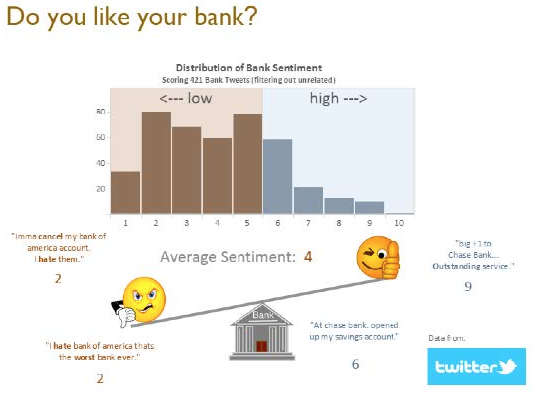 Do you like your bank?
Distribution of Bank Sentiment
Scoring 421 Bank Tweets (filtering out unrelated)
<--- low
high --->
80
60
40
20
1 2 3 4 5 6 7 8 9 10
"Imma cancel my bank of
america account.
I hate them."
2
Average Sentiment: 4
"big +1 to
Chase Bank...
Outstanding service."
9
Bank
"I hate bank of america thats
the worst bank ever."
2
"At chase bank, opened
up my savings account."
6
Data from:
twitter